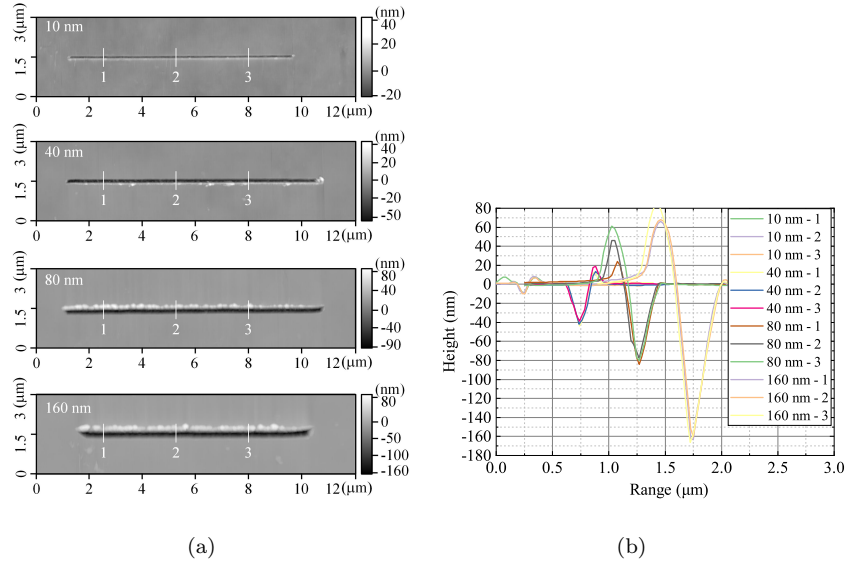 10 nm
3 (μm)
1.5
0
1 2 3
0 2 4 6 8 10 12 (μm)
(nm)
40
20
0
-20
40 nm
3 (μm)
1.5
0
1 2 3
0 2 4 6 8 10 12 (μm)
(nm)
40
20
0
-20
-50
80 nm
3 (μm)
1.5
0
1 2 3
0 2 4 6 8 10 12 (μm)
(nm)
80
40
0
-40
-90
160 nm
3 (μm)
1.5
0
1 2 3
0 2 4 6 8 10 12 (μm)
(nm)
80
0
-50
-100
-160
(a)
Height (nm)
80
60
40
20
0
-20
-40
-60
-80
-100
-120
-140
-160
-180
0.0 0.5 1.0 1.5 2.0 2.5 3.0
Range (μm)
10 nm - 1
10 nm - 2
10 nm - 3
40 nm - 1
40 nm - 2
40 nm - 3
80 nm - 1
80 nm - 2
80 nm - 3
160 nm - 1
160 nm - 2
160 nm - 3
(b)